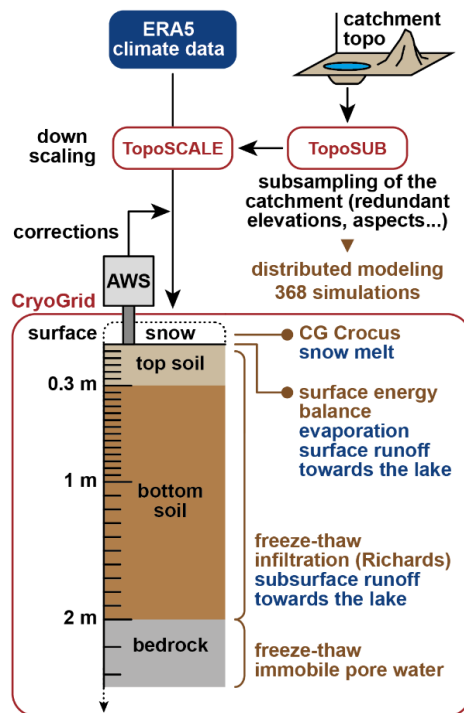 ERA5
climate data
catchment
topo
down
scaling
TopoSCALE
TopoSUB
subsampling of the
catchment (redundant
elevations, aspects...)
corrections
distributed modeling
368 simulations
AWS
CryoGrid
surface
snow
CG Crocus
snow melt
top soil
0.3 m
surface energy
balance
evaporation
surface runoff
towards the lake
1 m
bottom
soil
freeze-thaw
infiltration (Richards)
subsurface runoff
towards the lake
2 m
bedrock
freeze-thaw
immobile pore water